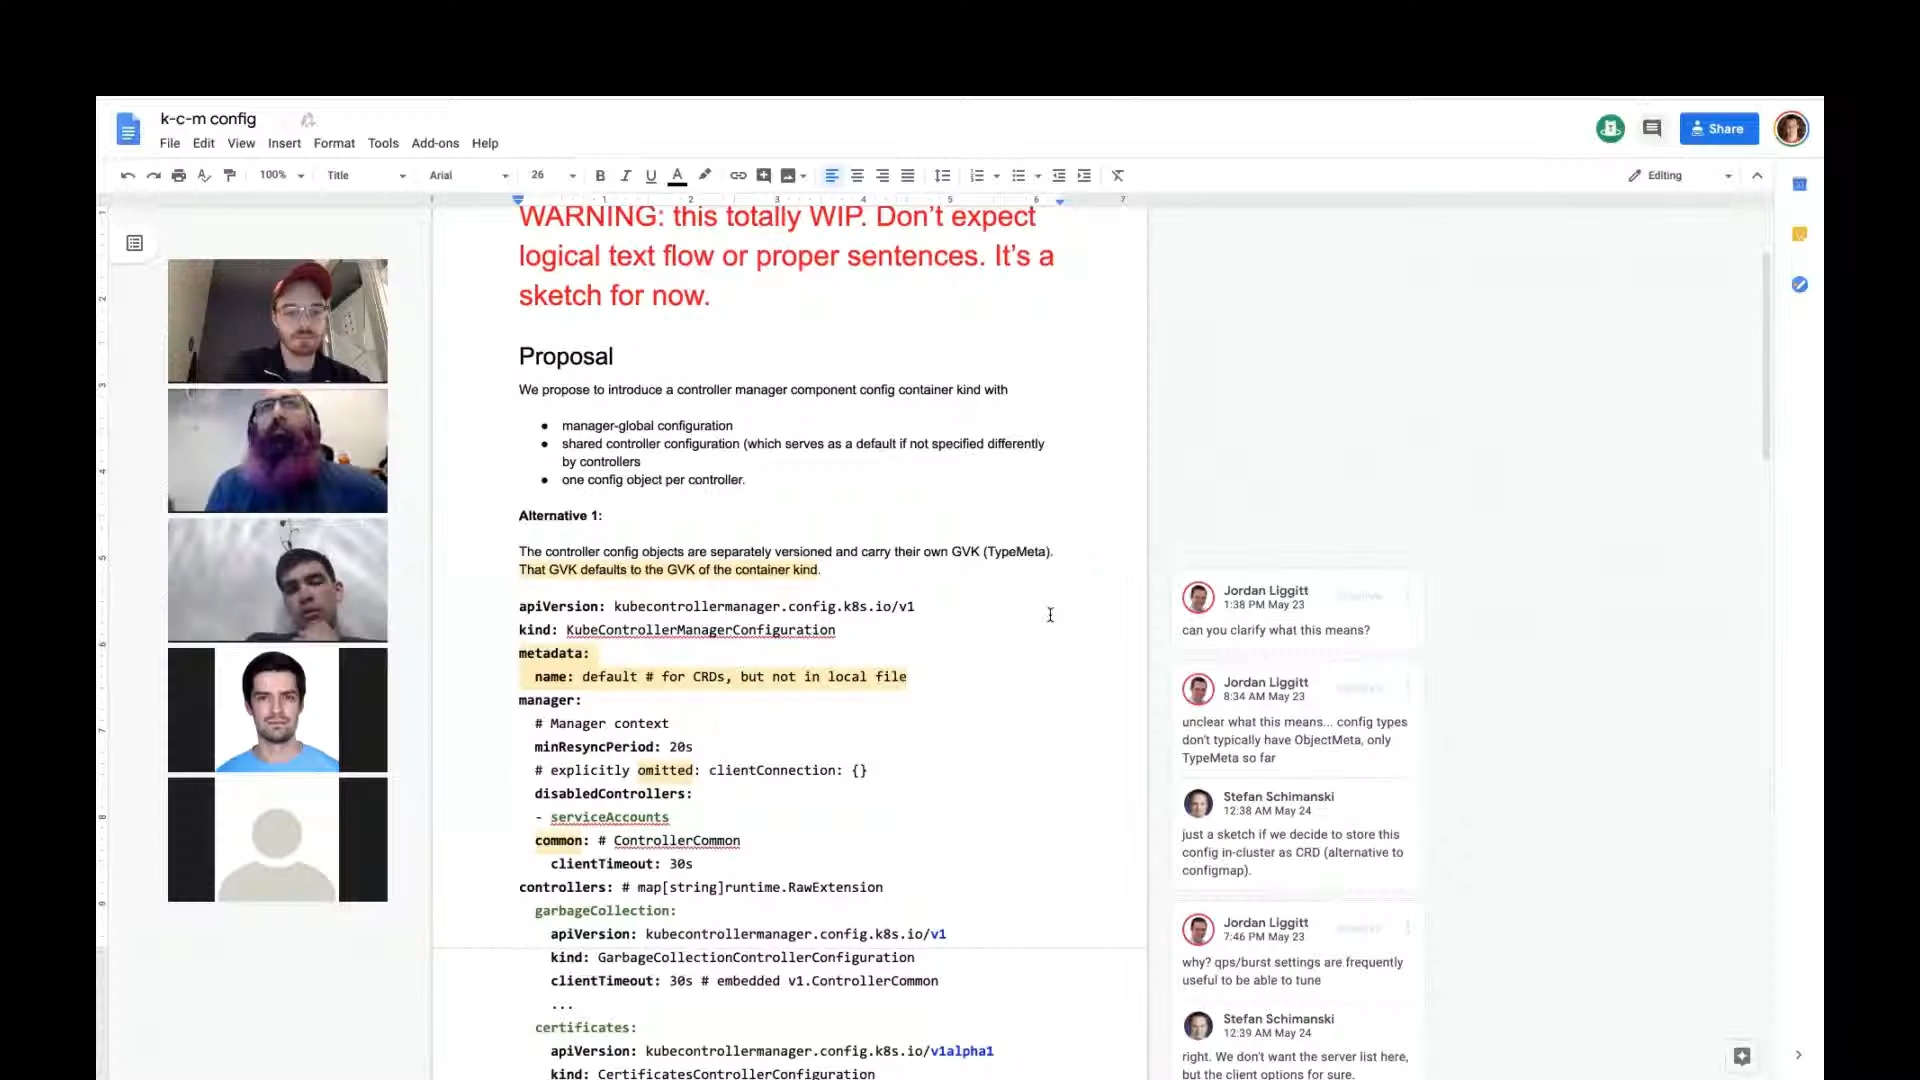 k-c-m config
File Edit View Insert Format Tools Add-ons Help
Share
100% Title Arial 26 B I U A Editing
1 2 3 4 5 6 7
WARNING: this totally WIP. Don't expect
logical text flow or proper sentences. It's a
sketch for now.
Proposal
We propose to introduce a controller manager component config container kind with
● manager-global configuration
● shared controller configuration (which serves as a default if not specified differently
by controllers
● one config object per controller.
Alternative 1:
The controller config objects are separately versioned and carry their own GVK (TypeMeta).
That GVK defaults to the GVK of the container kind.
apiVersion: kubecontrollermanager.config.k8s.io/v1
kind: KubeControllerManagerConfiguration
metadata:
name: default # for CRDs, but not in local file
manager:
# Manager context
minResyncPeriod: 20s
# explicitly omitted: clientConnection: {}
disabledControllers:
- serviceAccounts
common: # ControllerCommon
clientTimeout: 30s
controllers: # map[string]runtime.RawExtension
garbageCollection:
apiVersion: kubecontrollermanager.config.k8s.io/v1
kind: GarbageCollectionControllerConfiguration
clientTimeout: 30s # embedded v1.ControllerCommon
...
certificates:
apiVersion: kubecontrollermanager.config.k8s.io/v1alpha1
kind: CertificatesControllerConfiguration
Jordan Liggitt
1:38 PM May 23
can you clarify what this means?
Jordan Liggitt
8:34 AM May 23
unclear what this means... config types
don't typically have ObjectMeta, only
TypeMeta so far
Stefan Schimanski
12:38 AM May 24
just a sketch if we decide to store this
config in-cluster as CRD (alternative to
configmap).
Jordan Liggitt
7:46 PM May 23
why? qps/burst settings are frequently
useful to be able to tune
Stefan Schimanski
12:39 AM May 24
right. We don't want the server list here,
but the client options for sure.